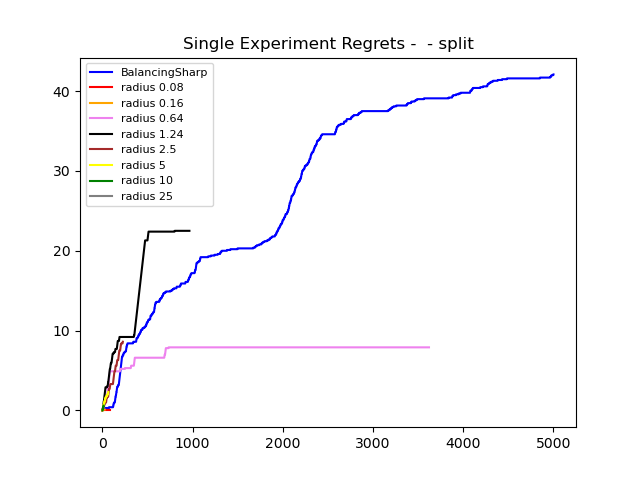 Single Experiment Regrets -  - split
BalancingSharp
radius 0.08
radius 0.16
radius 0.64
radius 1.24
radius 2.5
radius 5
radius 10
radius 25
40
30
20
10
0
0 1000 2000 3000 4000 5000